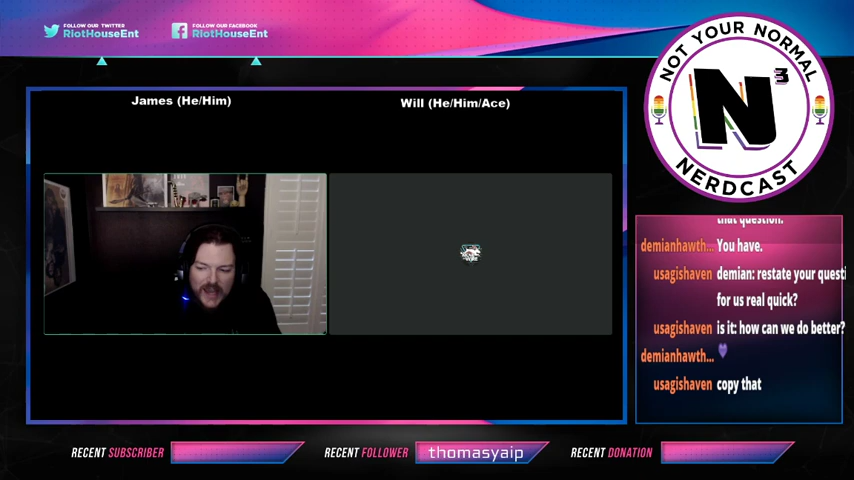 FOLLOW OUR TWITTER
RiotHouseEnt
FOLLOW OUR FACEBOOK
RiotHouseEnt
NOT YOUR NORMAL
N3
NERDCAST
James (He/Him)
Will (He/Him/Ace)
that question.
demianhawth... You have.
usagishaven demian: restate your questi
for us real quick?
usagishaven is it: how can we do better?
demianhawth... 💜
usagishaven copy that
RECENT SUBSCRIBER
RECENT FOLLOWER thomasyaip
RECENT DONATION